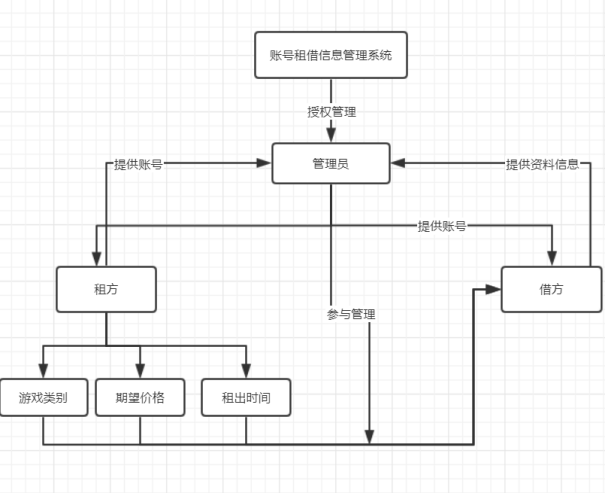 账号租借信息管理系统
授权管理
管理员
提供账号
提供资料信息
提供账号
租方
借方
参与管理
游戏类别
期望价格
租出时间